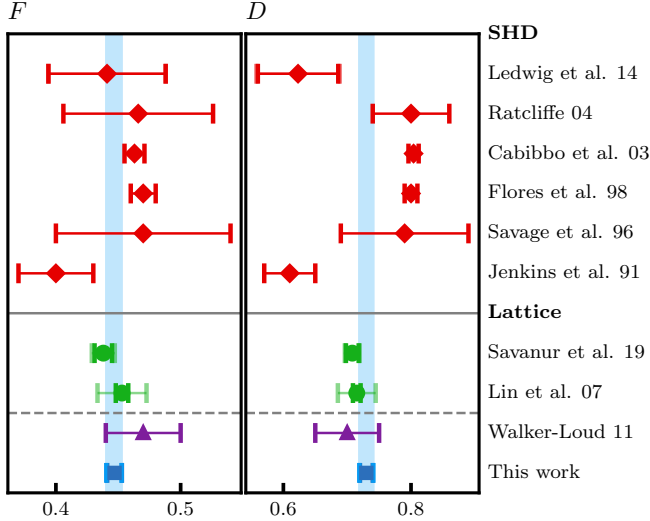 F D
SHD
Ledwig et al. 14
Ratcliffe 04
Cabibbo et al. 03
Flores et al. 98
Savage et al. 96
Jenkins et al. 91
Lattice
Savanur et al. 19
Lin et al. 07
Walker-Loud 11
This work
0.4 0.5 0.6 0.8